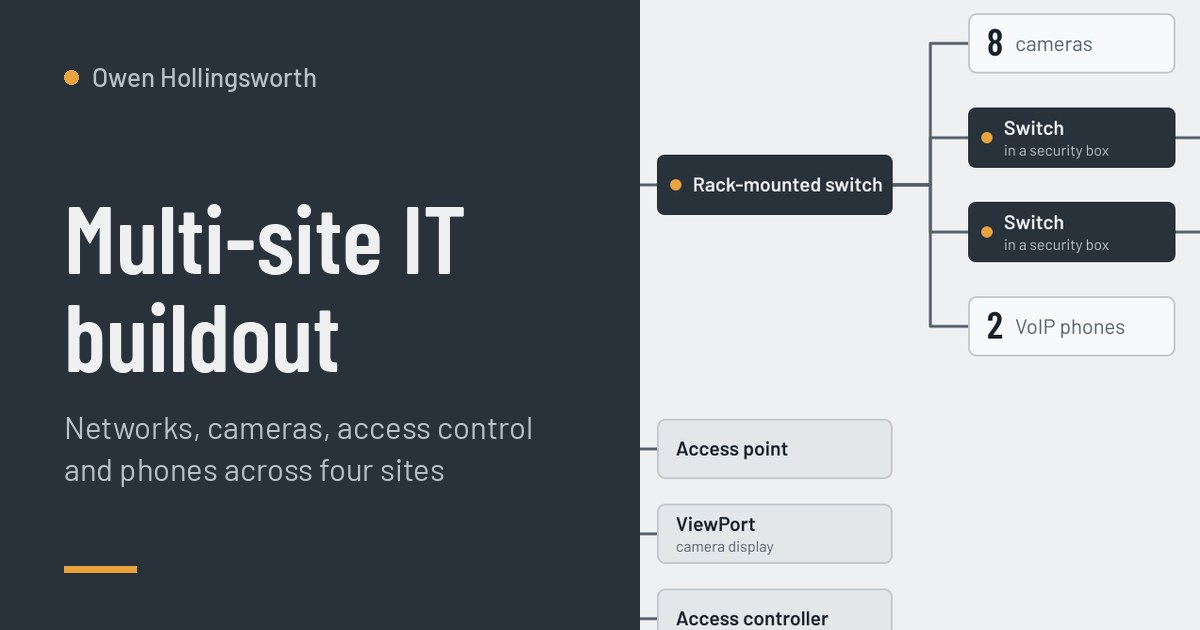 Owen Hollingsworth
Multi-site IT
buildout
Networks, cameras, access control
and phones across four sites
Rack-mounted switch
8 cameras
Switch
in a security box
Switch
in a security box
2 VoIP phones
Access point
ViewPort
camera display
Access controller